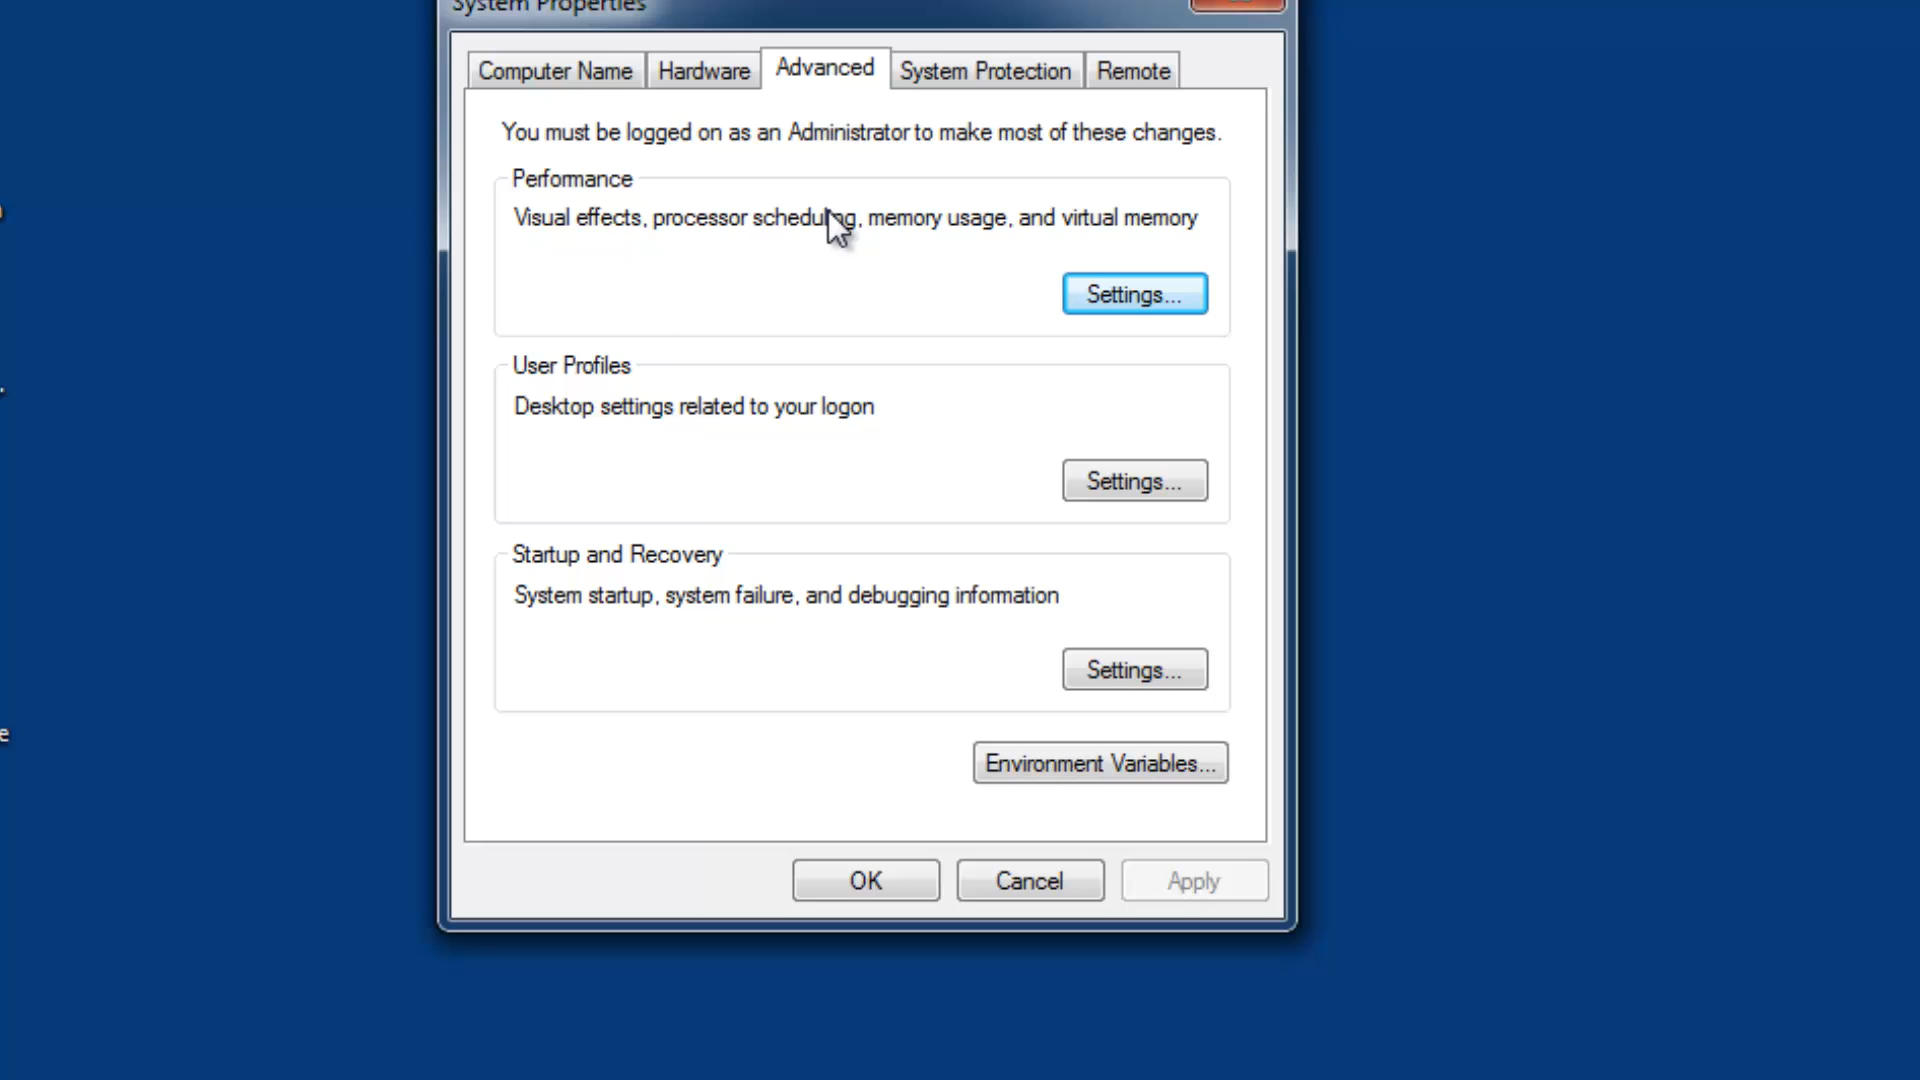 System Properties
Computer Name
Hardware
Advanced
System Protection
Remote
You must be logged on as an Administrator to make most of these changes.
Performance
Visual effects, processor scheduling, memory usage, and virtual memory
Settings...
User Profiles
Desktop settings related to your logon
Settings...
Startup and Recovery
System startup, system failure, and debugging information
Settings...
Environment Variables...
OK
Cancel
Apply